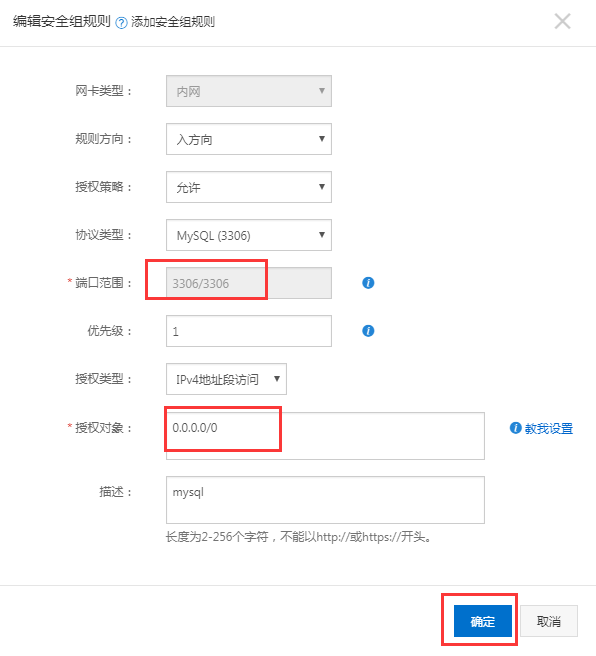 编辑安全组规则 ? 添加安全组规则
网卡类型： 内网
规则方向： 入方向
授权策略： 允许
协议类型： MySQL (3306)
* 端口范围： 3306/3306 i
优先级： 1 i
授权类型： IPv4地址段访问
* 授权对象： 0.0.0.0/0 i 教我设置
描述： mysql
长度为2-256个字符，不能以http://或https://开头。
确定 取消